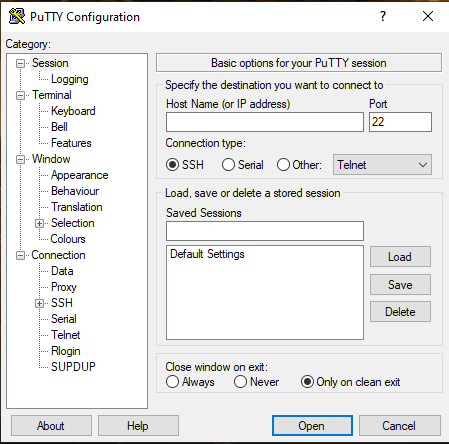 PuTTY Configuration
Category:
Session
Logging
Terminal
Keyboard
Bell
Features
Window
Appearance
Behaviour
Translation
Selection
Colours
Connection
Data
Proxy
SSH
Serial
Telnet
Rlogin
SUPDUP
Basic options for your PuTTY session
Specify the destination you want to connect to
Host Name (or IP address) Port
22
Connection type:
SSH Serial Other: Telnet
Load, save or delete a stored session
Saved Sessions
Default Settings
Load
Save
Delete
Close window on exit:
Always Never Only on clean exit
About Help Open Cancel